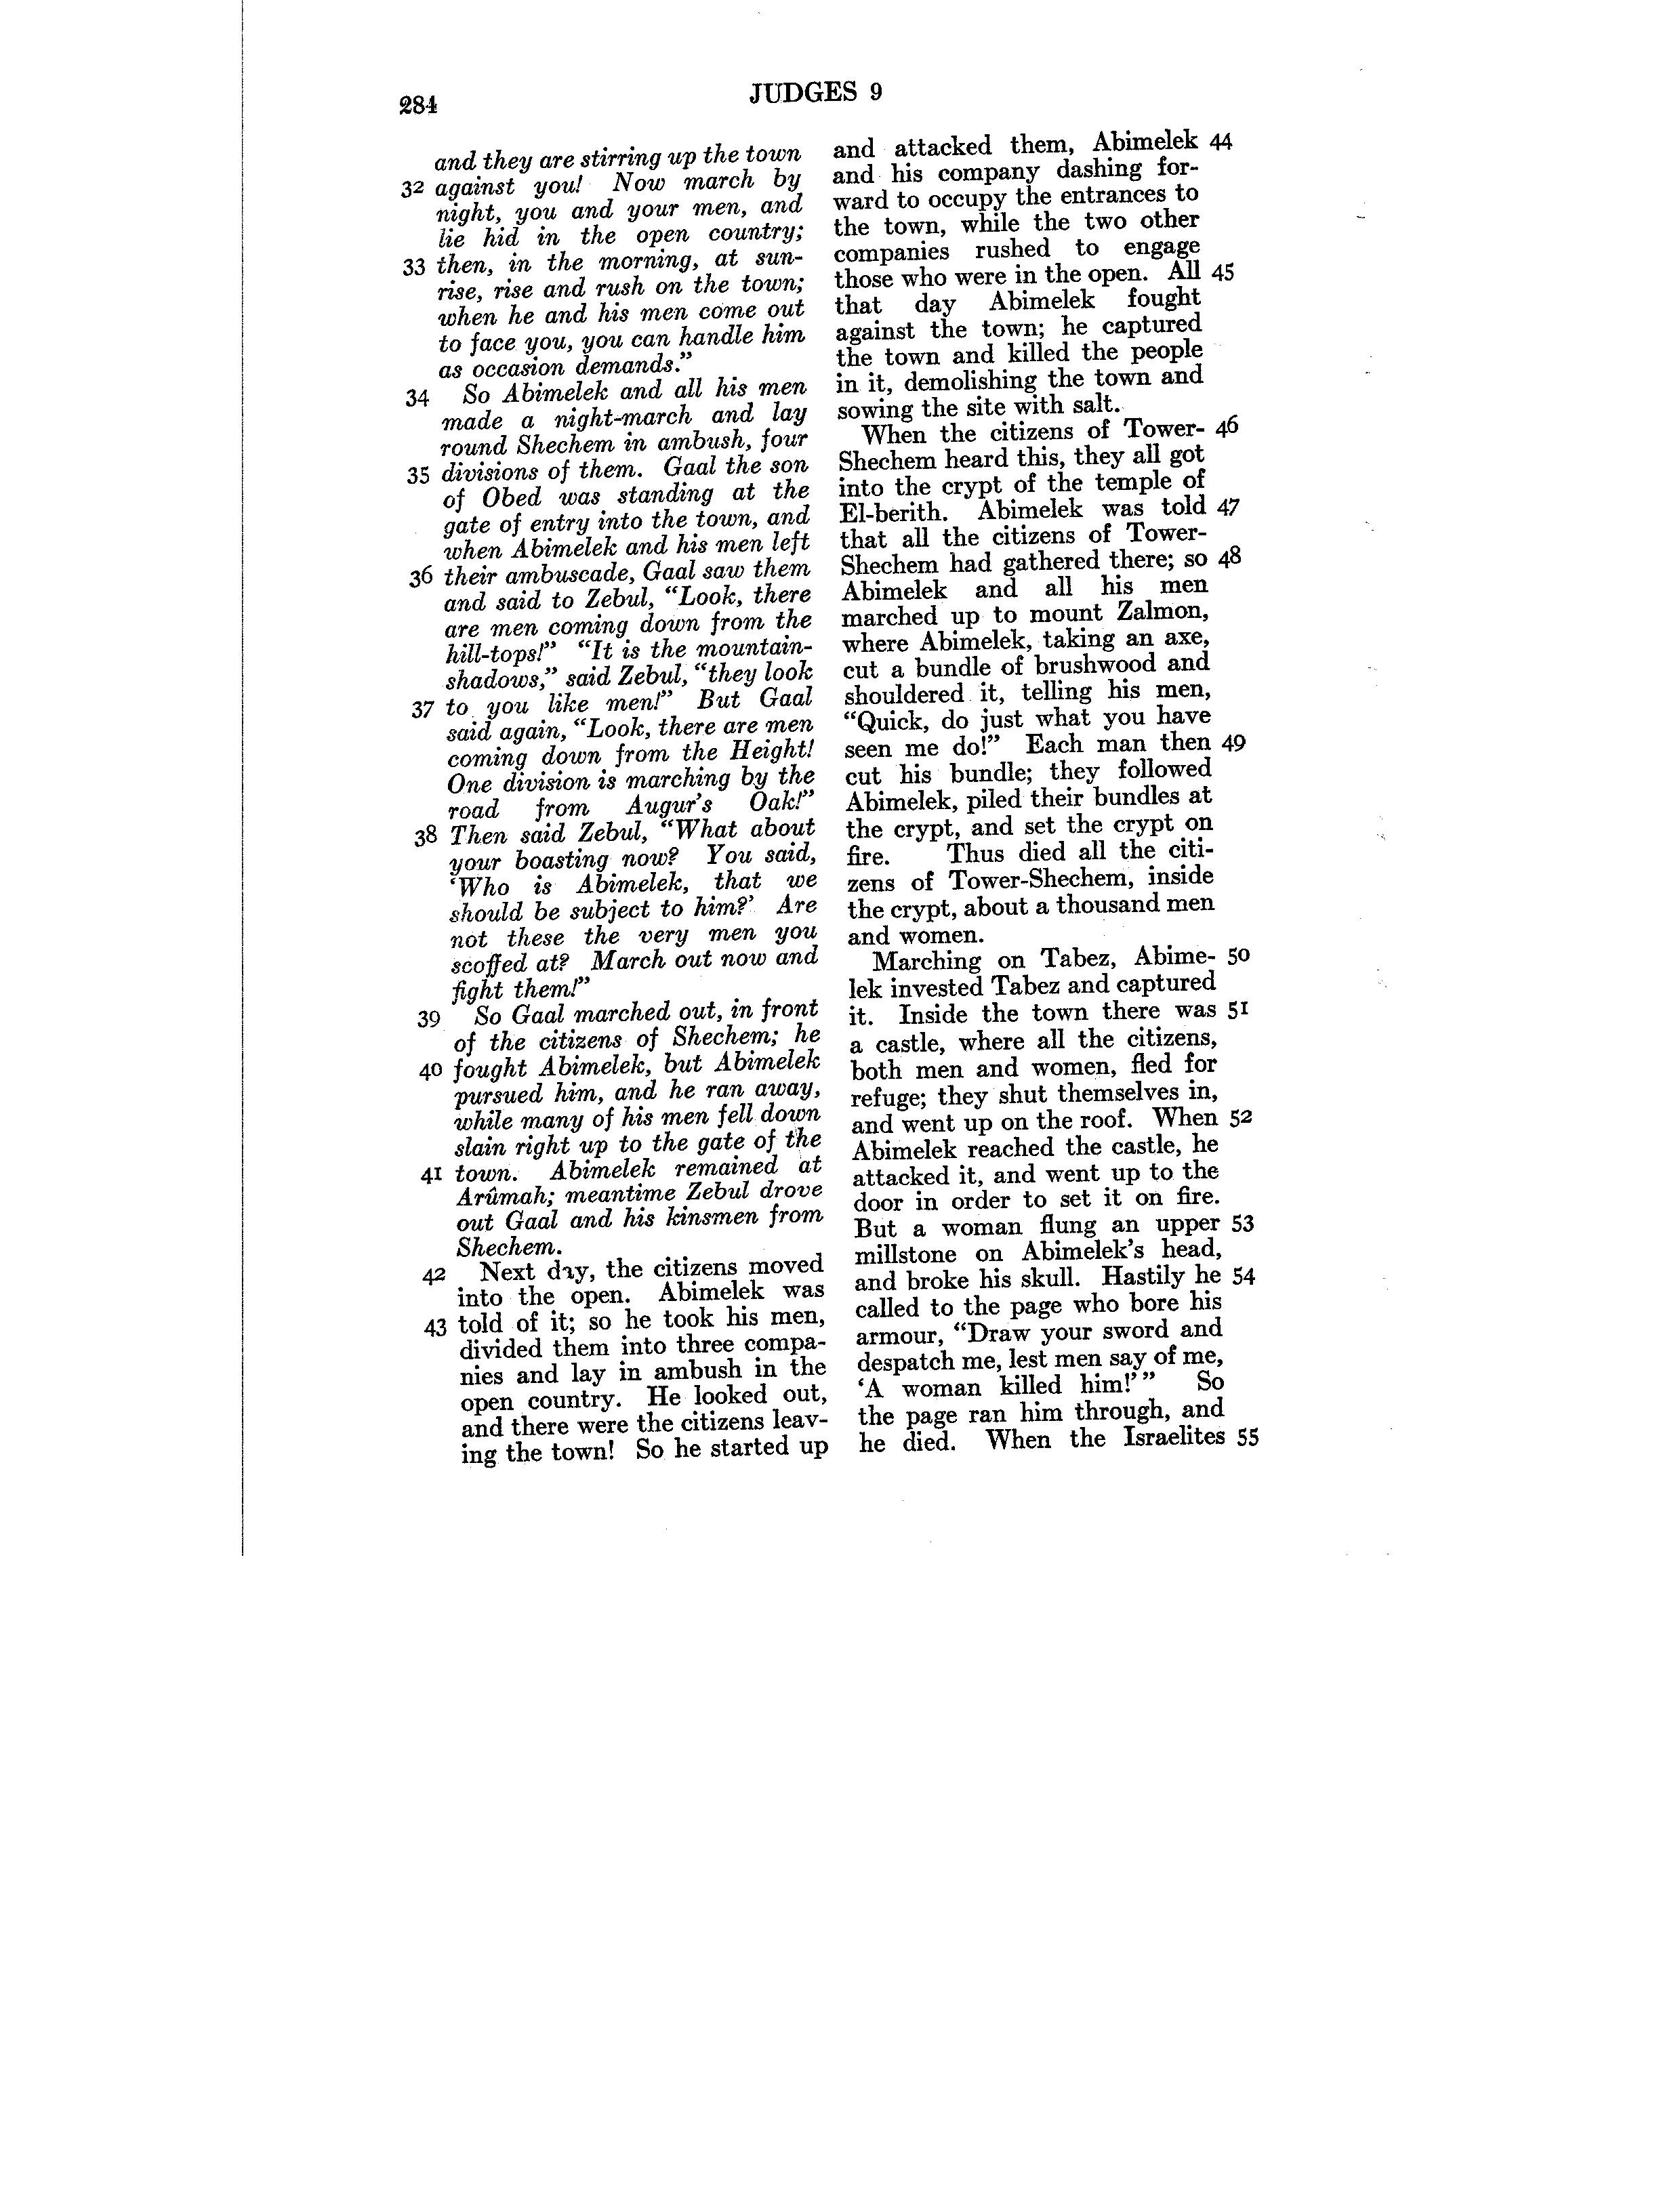 284
JUDGES 9
and they are stirring up the town
32 against you! Now march by
night, you and your men, and
lie hid in the open country;
33 then, in the morning, at sun-
rise, rise and rush on the town;
when he and his men come out
to face you, you can handle him
as occasion demands.”
34 So Abimelek and all his men
made a night-march and lay
round Shechem in ambush, four
35 divisions of them. Gaal the son
of Obed was standing at the
gate of entry into the town, and
when Abimelek and his men left
36 their ambuscade, Gaal saw them
and said to Zebul, “Look, there
are men coming down from the
hill-tops!” “It is the mountain-
shadows,” said Zebul, “they look
37 to you like men!” But Gaal
said again, “Look, there are men
coming down from the Height!
One division is marching by the
road from Augur’s Oak!”
38 Then said Zebul, “What about
your boasting now? You said,
‘Who is Abimelek, that we
should be subject to him?’ Are
not these the very men you
scoffed at? March out now and
fight them!”
39 So Gaal marched out, in front
of the citizens of Shechem; he
40 fought Abimelek, but Abimelek
pursued him, and he ran away,
while many of his men fell down
slain right up to the gate of the
41 town. Abimelek remained at
Arûmah; meantime Zebul drove
out Gaal and his kinsmen from
Shechem.
42 Next day, the citizens moved
into the open. Abimelek was
43 told of it; so he took his men,
divided them into three compa-
nies and lay in ambush in the
open country. He looked out,
and there were the citizens leav-
ing the town! So he started up
and attacked them, Abimelek 44
and his company dashing for-
ward to occupy the entrances to
the town, while the two other
companies rushed to engage
those who were in the open. All 45
that day Abimelek fought
against the town; he captured
the town and killed the people
in it, demolishing the town and
sowing the site with salt.
When the citizens of Tower- 46
Shechem heard this, they all got
into the crypt of the temple of
El-berith. Abimelek was told 47
that all the citizens of Tower-
Shechem had gathered there; so 48
Abimelek and all his men
marched up to mount Zalmon,
where Abimelek, taking an axe,
cut a bundle of brushwood and
shouldered it, telling his men,
“Quick, do just what you have
seen me do!” Each man then 49
cut his bundle; they followed
Abimelek, piled their bundles at
the crypt, and set the crypt on
fire. Thus died all the citi-
zens of Tower-Shechem, inside
the crypt, about a thousand men
and women.
Marching on Tabez, Abime- 50
lek invested Tabez and captured
it. Inside the town there was 51
a castle, where all the citizens,
both men and women, fled for
refuge; they shut themselves in,
and went up on the roof. When 52
Abimelek reached the castle, he
attacked it, and went up to the
door in order to set it on fire.
But a woman flung an upper 53
millstone on Abimelek’s head,
and broke his skull. Hastily he 54
called to the page who bore his
armour, “Draw your sword and
despatch me, lest men say of me,
‘A woman killed him!’” So
the page ran him through, and
he died. When the Israelites 55